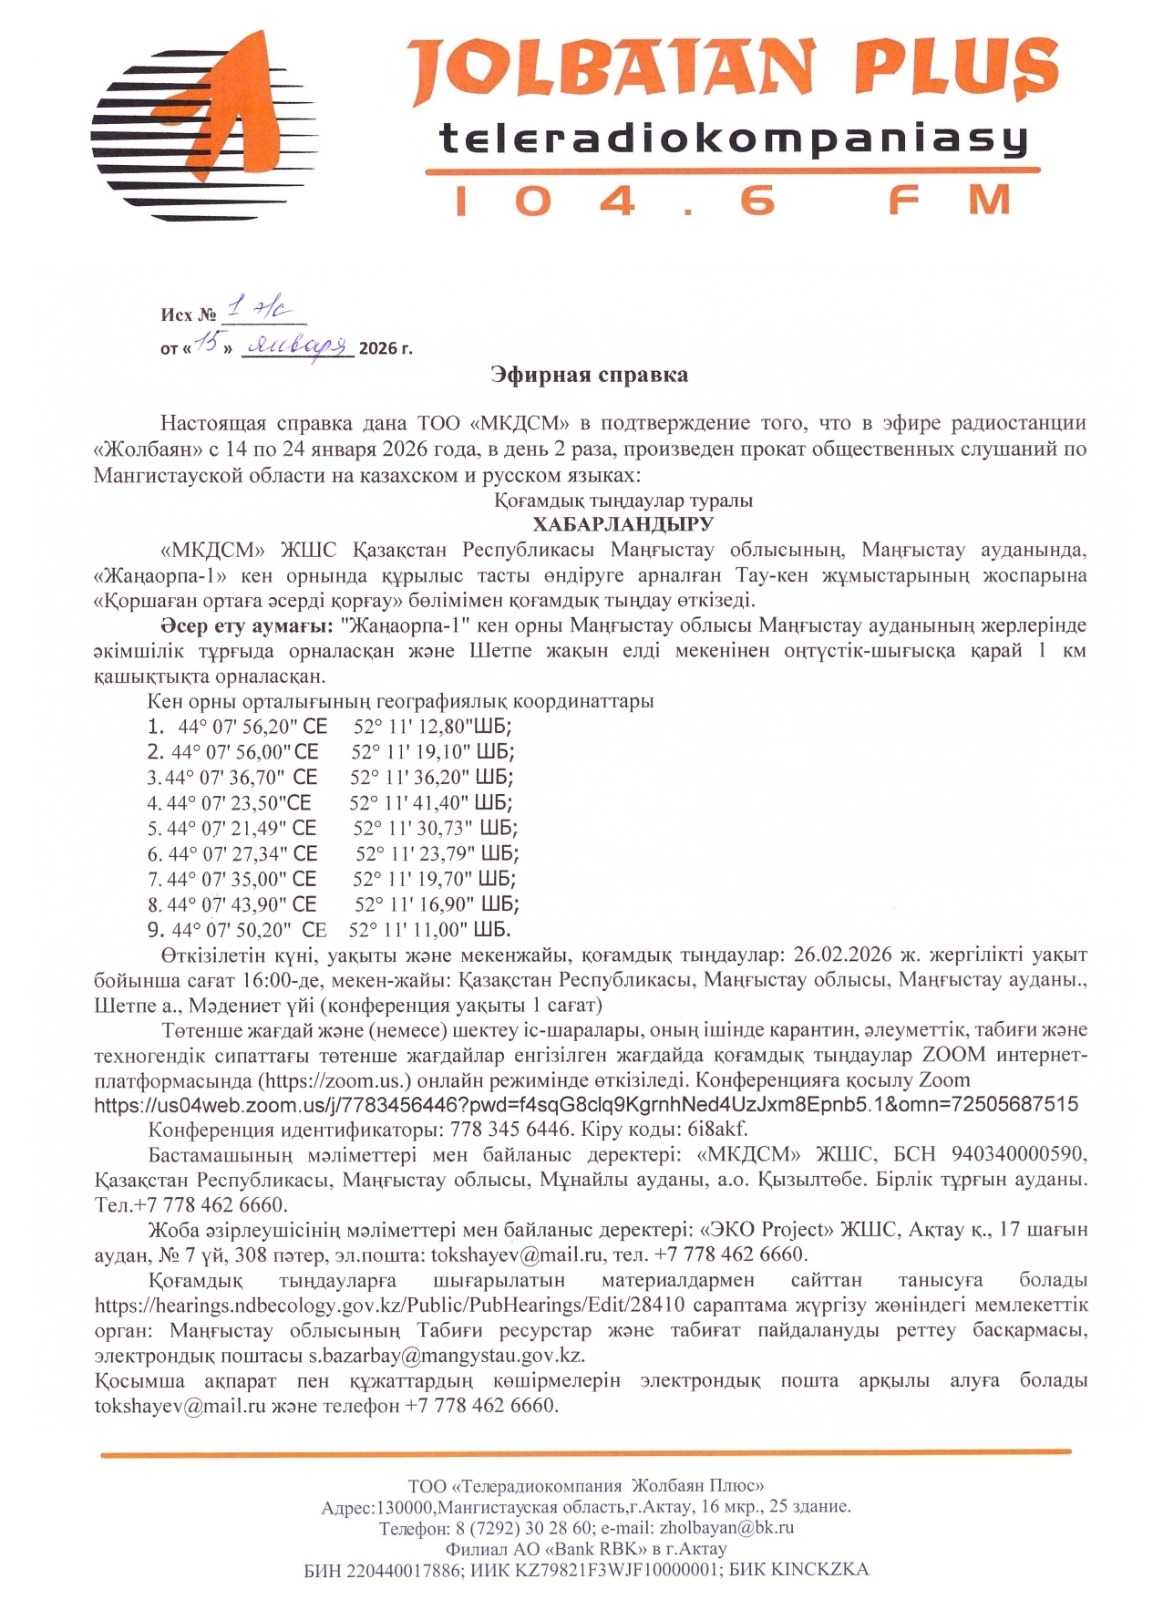 JOLBAIAN PLUS
teleradiokompaniasy
104.6 FM
Исх № 1 ж/с
от « 15 » января 2026 г.
Эфирная справка
Настоящая справка дана ТОО «МКДСМ» в подтверждение того, что в эфире радиостанции
«Жолбаян» с 14 по 24 января 2026 года, в день 2 раза, произведен прокат общественных слушаний по
Мангистауской области на казахском и русском языках:
Қоғамдық тыңдаулар туралы
ХАБАРЛАНДЫРУ
«МКДСМ» ЖШС Қазақстан Республикасы Маңғыстау облысының, Маңғыстау ауданында,
«Жаңаорпа-1» кен орнында құрылыс тасты өндіруге арналған Тау-кен жұмыстарының жоспарына
«Қоршаған ортаға әсерді қорғау» бөлімімен қоғамдық тыңдау өткізеді.
Әсер ету аумағы: "Жаңаорпа-1" кен орны Маңғыстау облысы Маңғыстау ауданының жерлерінде
әкімшілік тұрғыда орналасқан және Шетпе жақын елді мекенінен оңтүстік-шығысқа қарай 1 км
қашықтықта орналасқан.
Кен орны орталығының географиялық координаттары
1. 44° 07' 56,20" СЕ 52° 11' 12,80"ШБ;
2. 44° 07' 56,00" СЕ 52° 11' 19,10" ШБ;
3. 44° 07' 36,70" СЕ 52° 11' 36,20" ШБ;
4. 44° 07' 23,50"СЕ 52° 11' 41,40" ШБ;
5. 44° 07' 21,49" СЕ 52° 11' 30,73" ШБ;
6. 44° 07' 27,34" СЕ 52° 11' 23,79" ШБ;
7. 44° 07' 35,00" СЕ 52° 11' 19,70" ШБ;
8. 44° 07' 43,90" СЕ 52° 11' 16,90" ШБ;
9. 44° 07' 50,20" СЕ 52° 11' 11,00" ШБ.
Өткізілетін күні, уақыты және мекенжайы, қоғамдық тыңдаулар: 26.02.2026 ж. жергілікті уақыт
бойынша сағат 16:00-де, мекен-жайы: Қазақстан Республикасы, Маңғыстау облысы, Маңғыстау ауданы.,
Шетпе а., Мәдениет үйі (конференция уақыты 1 сағат)
Төтенше жағдай және (немесе) шектеу іс-шаралары, оның ішінде карантин, әлеуметтік, табиғи және
техногендік сипаттағы төтенше жағдайлар енгізілген жағдайда қоғамдық тыңдаулар ZOOM интернет-
платформасында (https://zoom.us.) онлайн режимінде өткізіледі. Конференцияға қосылу Zoom
https://us04web.zoom.us/j/7783456446?pwd=f4sqG8clq9KgrnhNed4UzJxm8Epnb5.1&omn=72505687515
Конференция идентификаторы: 778 345 6446. Кіру коды: 6i8akf.
Бастамашының мәліметтері мен байланыс деректері: «МКДСМ» ЖШС, БСН 940340000590,
Қазақстан Республикасы, Маңғыстау облысы, Мұнайлы ауданы, а.о. Қызылтөбе. Бірлік тұрғын ауданы.
Тел.+7 778 462 6660.
Жоба әзірлеушісінің мәліметтері мен байланыс деректері: «ЭКО Project» ЖШС, Ақтау қ., 17 шағын
аудан, № 7 үй, 308 пәтер, эл.пошта: tokshayev@mail.ru, тел. +7 778 462 6660.
Қоғамдық тыңдауларға шығарылатын материалдармен сайттан танысуға болады
https://hearings.ndbecology.gov.kz/Public/PubHearings/Edit/28410 сараптама жүргізу жөніндегі мемлекеттік
орган: Маңғыстау облысының Табиғи ресурстар және табиғат пайдалануды реттеу басқармасы,
электрондық поштасы s.bazarbay@mangystau.gov.kz.
Қосымша ақпарат пен құжаттардың көшірмелерін электрондық пошта арқылы алуға болады
tokshayev@mail.ru және телефон +7 778 462 6660.
ТОО «Телерадиокомпания Жолбаян Плюс»
Адрес:130000,Мангистауская область,г.Актау, 16 мкр., 25 здание.
Телефон: 8 (7292) 30 28 60; e-mail: zholbayan@bk.ru
Филиал АО «Bank RBK» в г.Актау
БИН 220440017886; ИИК KZ79821F3WJF10000001; БИК KINCKZKA